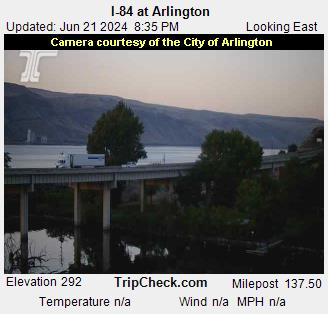 I-84 at Arlington
Updated: Jun 21 2024 8:35 PM Looking East
Camera courtesy of the City of Arlington
Elevation 292 TripCheck.com Milepost 137.50
Temperature n/a Wind n/a MPH n/a